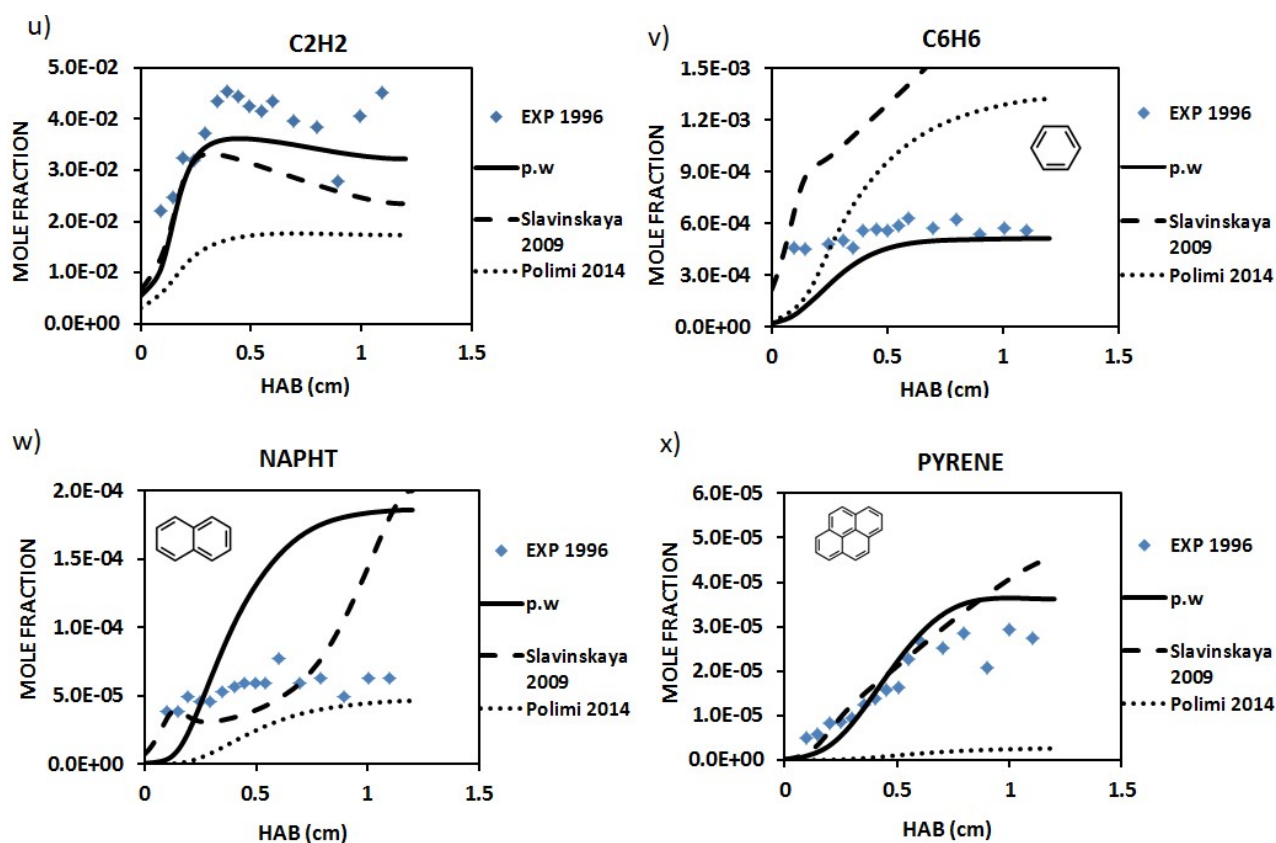 u)
C2H2
5.0E-02
4.0E-02
3.0E-02
2.0E-02
1.0E-02
0.0E+00
MOLE FRACTION
0
0.5
1
1.5
HAB (cm)
EXP 1996
p.w
Slavinskaya
2009
Polimi 2014
v)
C6H6
1.5E-03
1.2E-03
9.0E-04
6.0E-04
3.0E-04
0.0E+00
MOLE FRACTION
0
0.5
1
1.5
HAB (cm)
EXP 1996
p.w
Slavinskaya
2009
Polimi 2014
w)
NAPHT
2.0E-04
1.5E-04
1.0E-04
5.0E-05
0.0E+00
MOLE FRACTION
0
0.5
1
1.5
HAB (cm)
EXP 1996
p.w
Slavinskaya
2009
Polimi 2014
x)
PYRENE
6.0E-05
5.0E-05
4.0E-05
3.0E-05
2.0E-05
1.0E-05
0.0E+00
MOLE FRACTION
0
0.5
1
1.5
HAB (cm)
EXP 1996
p.w
Slavinskaya
2009
Polimi 2014